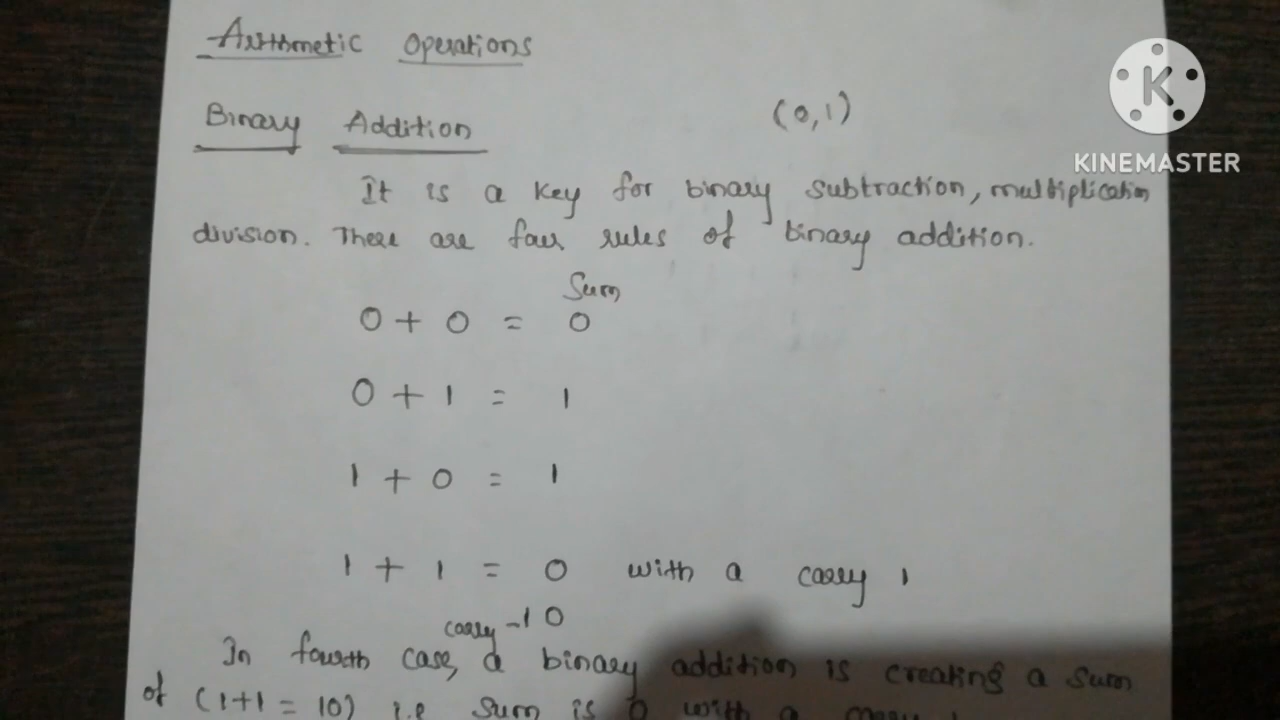 Arithmetic Operations
Binary Addition (0,1)
KINEMASTER
It is a key for binary subtraction, multiplication
division. There are four rules of binary addition.
Sum
0 + 0 = 0
0 + 1 = 1
1 + 0 = 1
1 + 1 = 0 with a carry 1
carry - 1 0
In fourth case, a binary addition is creating a sum
of (1+1 = 10) i.e sum is 0 with a carry 1